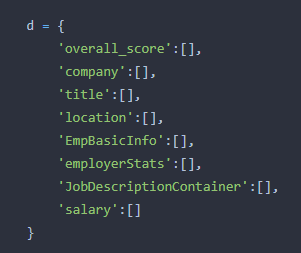 d = {
    'overall_score':[],
    'company':[],
    'title':[],
    'location':[],
    'EmpBasicInfo':[],
    'employerStats':[],
    'JobDescriptionContainer':[],
    'salary':[]
}